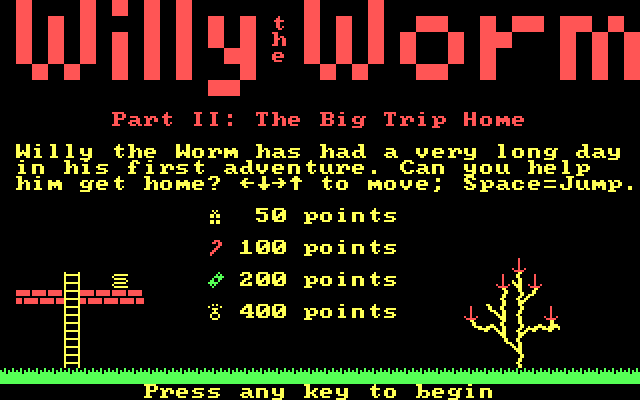 Willy the Worm
Part II: The Big Trip Home
Willy the Worm has had a very long day
in his first adventure. Can you help
him get home? ←↓→↑ to move; Space=Jump.
50 points
100 points
200 points
400 points
Press any key to begin